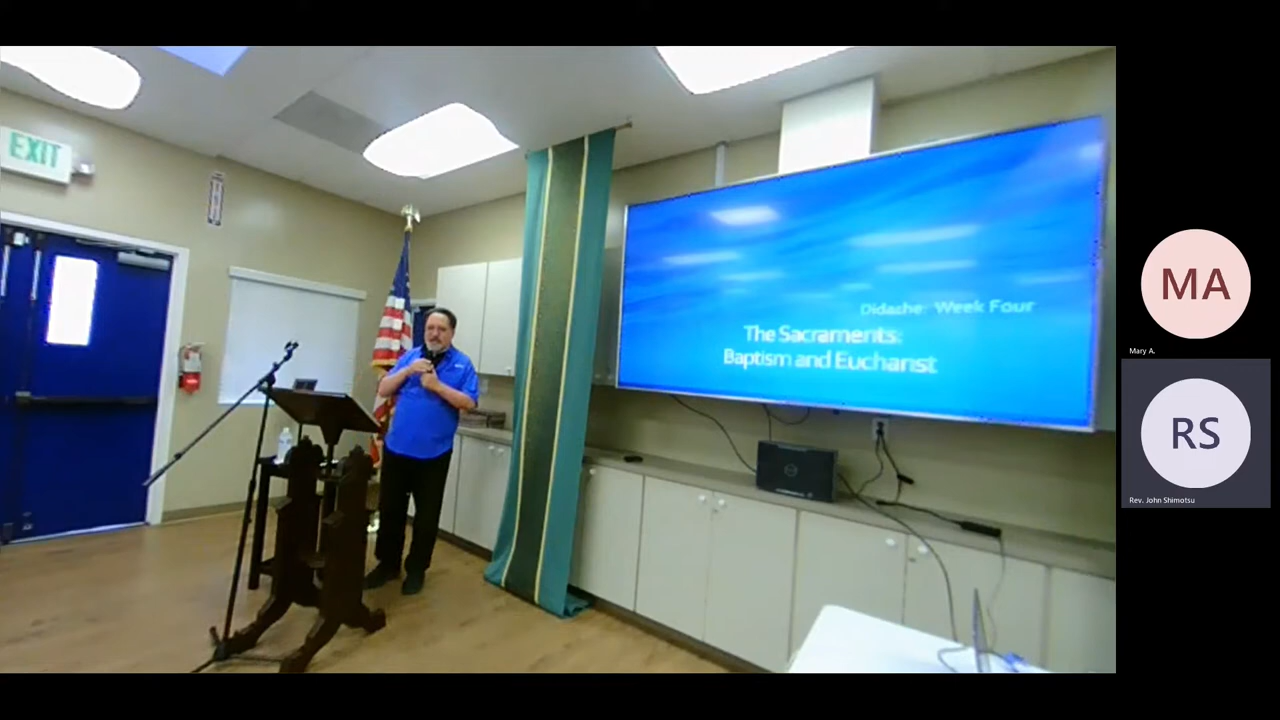 EXIT
Didache: Week Four
The Sacraments:
Baptism and Eucharist
MA
Mary A.
RS
Rev. John Shimotsu